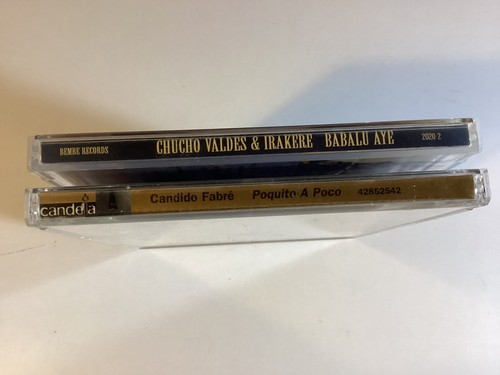 BEMBE RECORDS CHUCHO VALDES & IRAKERE BABALU AYE 2020 2
candela A Candido Fabré Poquito A Poco 42852542